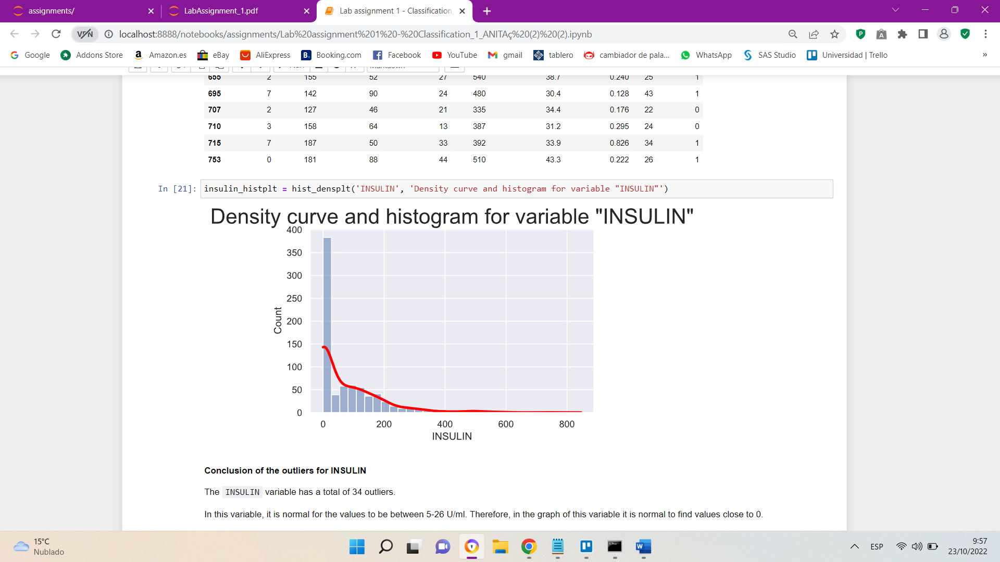 assignments/
LabAssignment_1.pdf
Lab assignment 1 - Classification_
VPN
localhost:8888/notebooks/assignments/Lab%20assignment%201%20-%20Classification_1_ANITAç%20(2)%20(2).ipynb
Google Addons Store Amazon.es eBay AliExpress Booking.com Facebook YouTube gmail tablero cambiador de pala... WhatsApp SAS Studio Universidad | Trello »
655 2 155 52 27 540 38.7 0.240 25 1
695 7 142 90 24 480 30.4 0.128 43 1
707 2 127 46 21 335 34.4 0.176 22 0
710 3 158 64 13 387 31.2 0.295 24 0
715 7 187 50 33 392 33.9 0.826 34 1
753 0 181 88 44 510 43.3 0.222 26 1
In [21]: insulin_histplt = hist_densplt('INSULIN', 'Density curve and histogram for variable "INSULIN"')
Density curve and histogram for variable "INSULIN"
400
350
300
250
200
150
100
50
0
Count
0 200 400 600 800
INSULIN
Conclusion of the outliers for INSULIN
The INSULIN variable has a total of 34 outliers.
In this variable, it is normal for the values to be between 5-26 U/ml. Therefore, in the graph of this variable it is normal to find values close to 0.
15°C
Nublado
ESP
9:57
23/10/2022